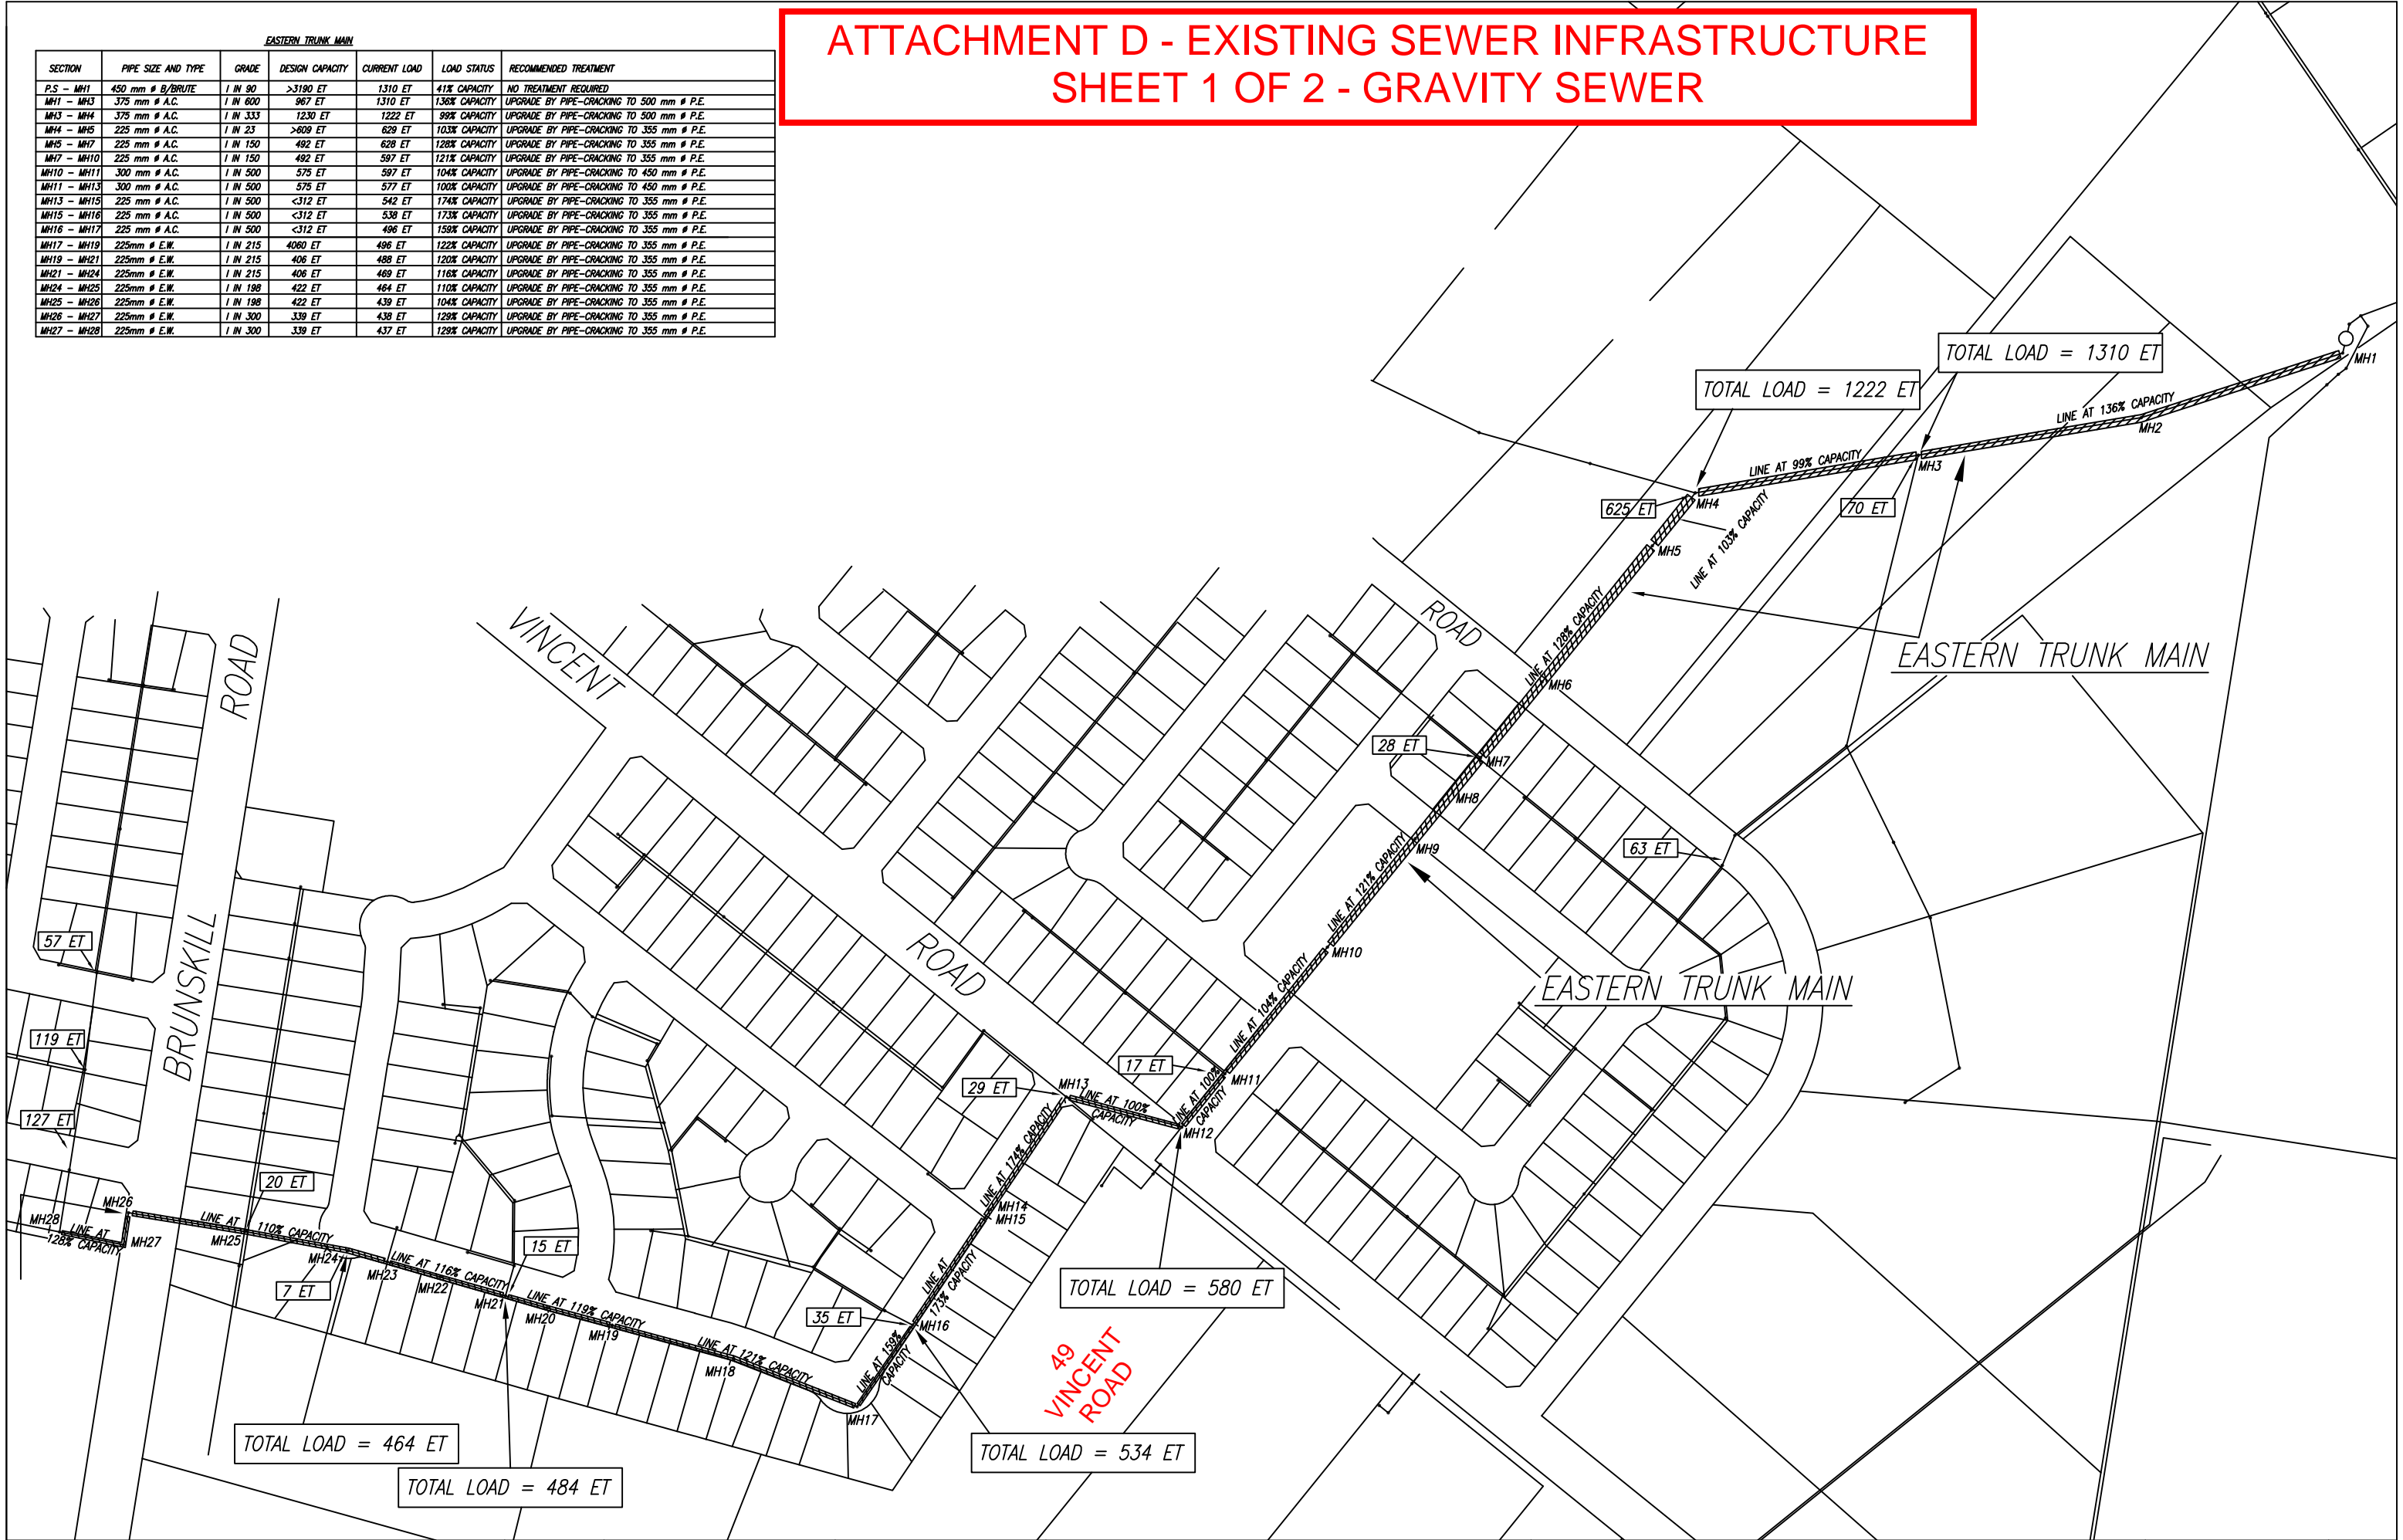 ATTACHMENT D - EXISTING SEWER INFRASTRUCTURE
SHEET 1 OF 2 - GRAVITY SEWER
EASTERN TRUNK MAIN
SECTION PIPE SIZE AND TYPE GRADE DESIGN CAPACITY CURRENT LOAD LOAD STATUS RECOMMENDED TREATMENT
P.S - MH1 450 mm ø B/BRUTE 1 IN 90 >3190 ET 1310 ET 41% CAPACITY NO TREATMENT REQUIRED
MH1 - MH3 375 mm ø A.C. 1 IN 600 967 ET 1310 ET 136% CAPACITY UPGRADE BY PIPE-CRACKING TO 500 mm ø P.E.
MH3 - MH4 375 mm ø A.C. 1 IN 333 1230 ET 1222 ET 99% CAPACITY UPGRADE BY PIPE-CRACKING TO 500 mm ø P.E.
MH4 - MH5 225 mm ø A.C. 1 IN 23 >609 ET 629 ET 103% CAPACITY UPGRADE BY PIPE-CRACKING TO 355 mm ø P.E.
MH5 - MH7 225 mm ø A.C. 1 IN 150 492 ET 628 ET 128% CAPACITY UPGRADE BY PIPE-CRACKING TO 355 mm ø P.E.
MH7 - MH10 225 mm ø A.C. 1 IN 150 492 ET 597 ET 121% CAPACITY UPGRADE BY PIPE-CRACKING TO 355 mm ø P.E.
MH10 - MH11 300 mm ø A.C. 1 IN 500 575 ET 597 ET 104% CAPACITY UPGRADE BY PIPE-CRACKING TO 450 mm ø P.E.
MH11 - MH13 300 mm ø A.C. 1 IN 500 575 ET 577 ET 100% CAPACITY UPGRADE BY PIPE-CRACKING TO 450 mm ø P.E.
MH13 - MH15 225 mm ø A.C. 1 IN 500 <312 ET 542 ET 174% CAPACITY UPGRADE BY PIPE-CRACKING TO 355 mm ø P.E.
MH15 - MH16 225 mm ø A.C. 1 IN 500 <312 ET 538 ET 173% CAPACITY UPGRADE BY PIPE-CRACKING TO 355 mm ø P.E.
MH16 - MH17 225 mm ø A.C. 1 IN 500 <312 ET 496 ET 159% CAPACITY UPGRADE BY PIPE-CRACKING TO 355 mm ø P.E.
MH17 - MH19 225mm ø E.W. 1 IN 215 4060 ET 496 ET 122% CAPACITY UPGRADE BY PIPE-CRACKING TO 355 mm ø P.E.
MH19 - MH21 225mm ø E.W. 1 IN 215 406 ET 488 ET 120% CAPACITY UPGRADE BY PIPE-CRACKING TO 355 mm ø P.E.
MH21 - MH24 225mm ø E.W. 1 IN 215 406 ET 469 ET 116% CAPACITY UPGRADE BY PIPE-CRACKING TO 355 mm ø P.E.
MH24 - MH25 225mm ø E.W. 1 IN 198 422 ET 464 ET 110% CAPACITY UPGRADE BY PIPE-CRACKING TO 355 mm ø P.E.
MH25 - MH26 225mm ø E.W. 1 IN 198 422 ET 439 ET 104% CAPACITY UPGRADE BY PIPE-CRACKING TO 355 mm ø P.E.
MH26 - MH27 225mm ø E.W. 1 IN 300 339 ET 438 ET 129% CAPACITY UPGRADE BY PIPE-CRACKING TO 355 mm ø P.E.
MH27 - MH28 225mm ø E.W. 1 IN 300 339 ET 437 ET 129% CAPACITY UPGRADE BY PIPE-CRACKING TO 355 mm ø P.E.
TOTAL LOAD = 1310 ET
MH1
TOTAL LOAD = 1222 ET
LINE AT 136% CAPACITY
MH2
LINE AT 99% CAPACITY
MH3
625 ET
MH4
70 ET
LINE AT 103% CAPACITY
MH5
ROAD
VINCENT
ROAD
LINE AT 128% CAPACITY
EASTERN TRUNK MAIN
MH6
28 ET
MH7
MH8
MH9
63 ET
LINE AT 121% CAPACITY
57 ET
ROAD
MH10
EASTERN TRUNK MAIN
BRUNSKILL
LINE AT 104% CAPACITY
119 ET
17 ET
MH11
29 ET
MH13
LINE AT 100%
CAPACITY
LINE AT 100%
CAPACITY
MH12
127 ET
LINE AT 174% CAPACITY
20 ET
MH26
MH28
LINE AT
128% CAPACITY
MH27
LINE AT 110% CAPACITY
MH25
MH14
MH15
15 ET
MH24
MH23
7 ET
LINE AT 116% CAPACITY
MH22
MH21
LINE AT 119% CAPACITY
MH20
MH19
35 ET
LINE AT
173% CAPACITY
MH16
TOTAL LOAD = 580 ET
LINE AT 121% CAPACITY
MH18
LINE AT 159%
CAPACITY
MH17
49
VINCENT
ROAD
TOTAL LOAD = 464 ET
TOTAL LOAD = 534 ET
TOTAL LOAD = 484 ET